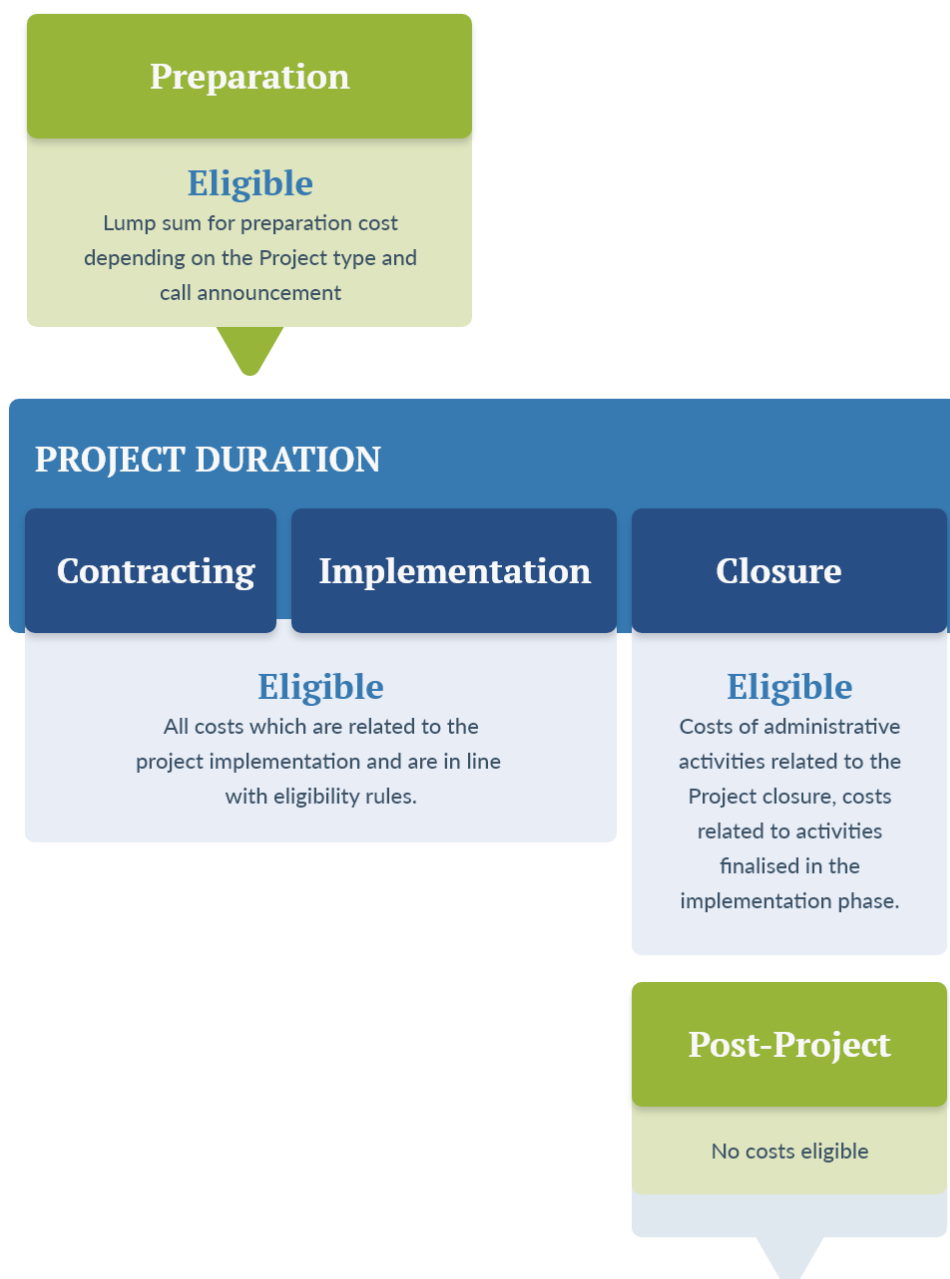 Preparation
Eligible
Lump sum for preparation cost
depending on the Project type and
call announcement
PROJECT DURATION
Contracting
Implementation
Closure
Eligible
All costs which are related to the
project implementation and are in line
with eligibility rules.
Eligible
Costs of administrative
activities related to the
Project closure, costs
related to activities
finalised in the
implementation phase.
Post-Project
No costs eligible